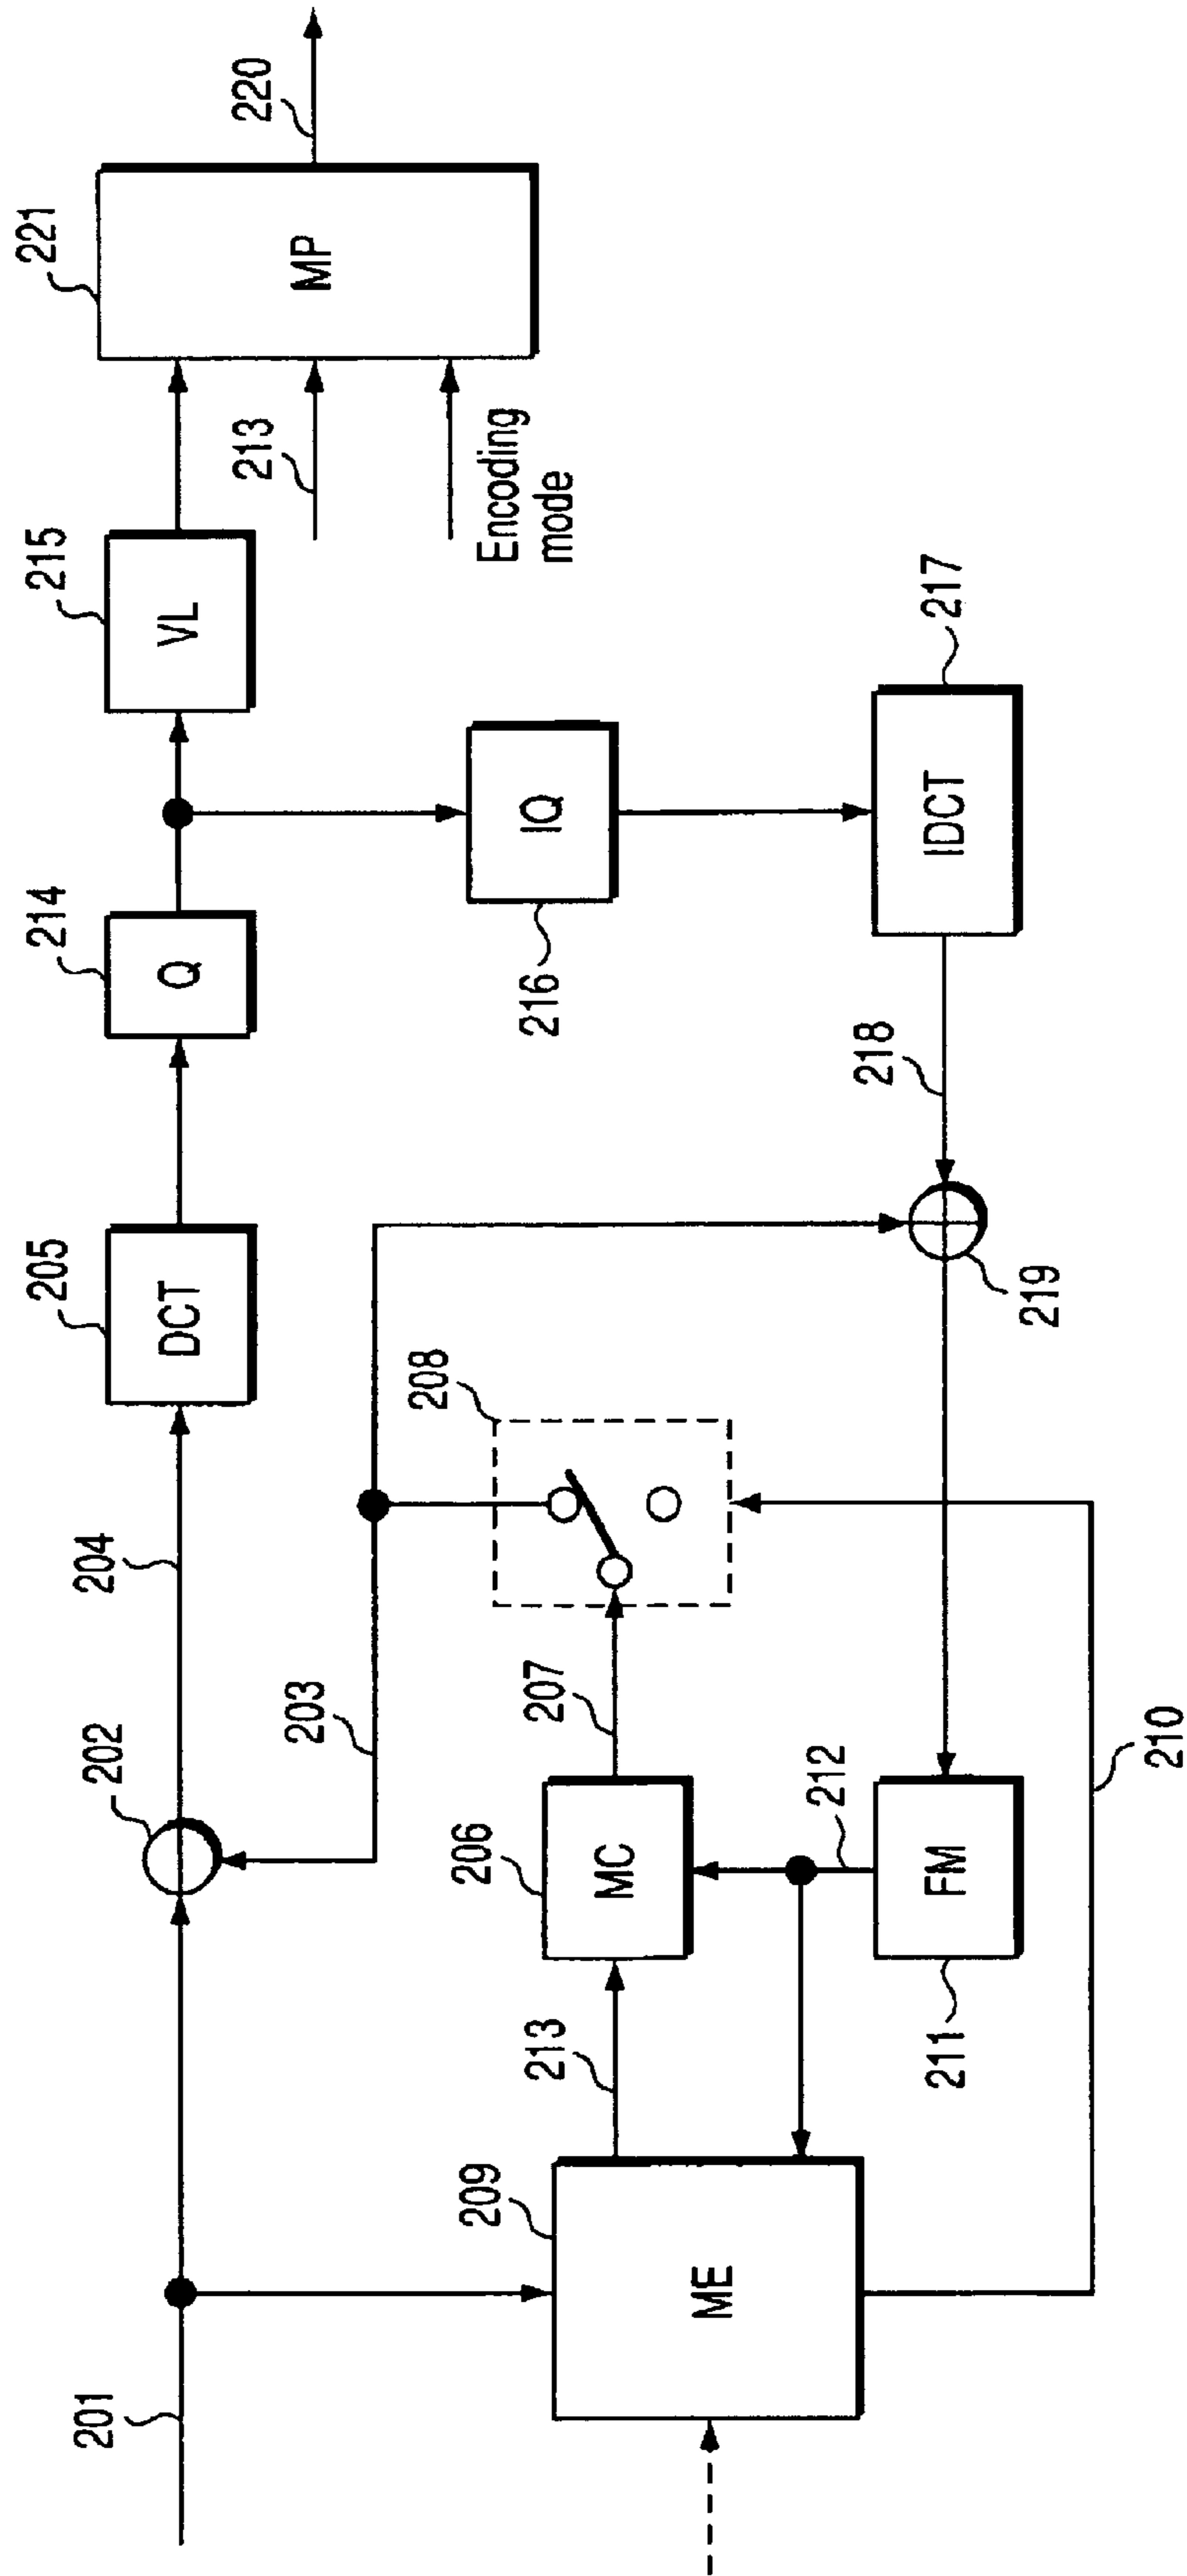 201
202
204
205
DCT
214
Q
215
VL
221
MP
220
213
Encoding
mode
203
208
209
ME
213
206
MC
207
212
216
IQ
211
FM
218
219
217
IDCT
210